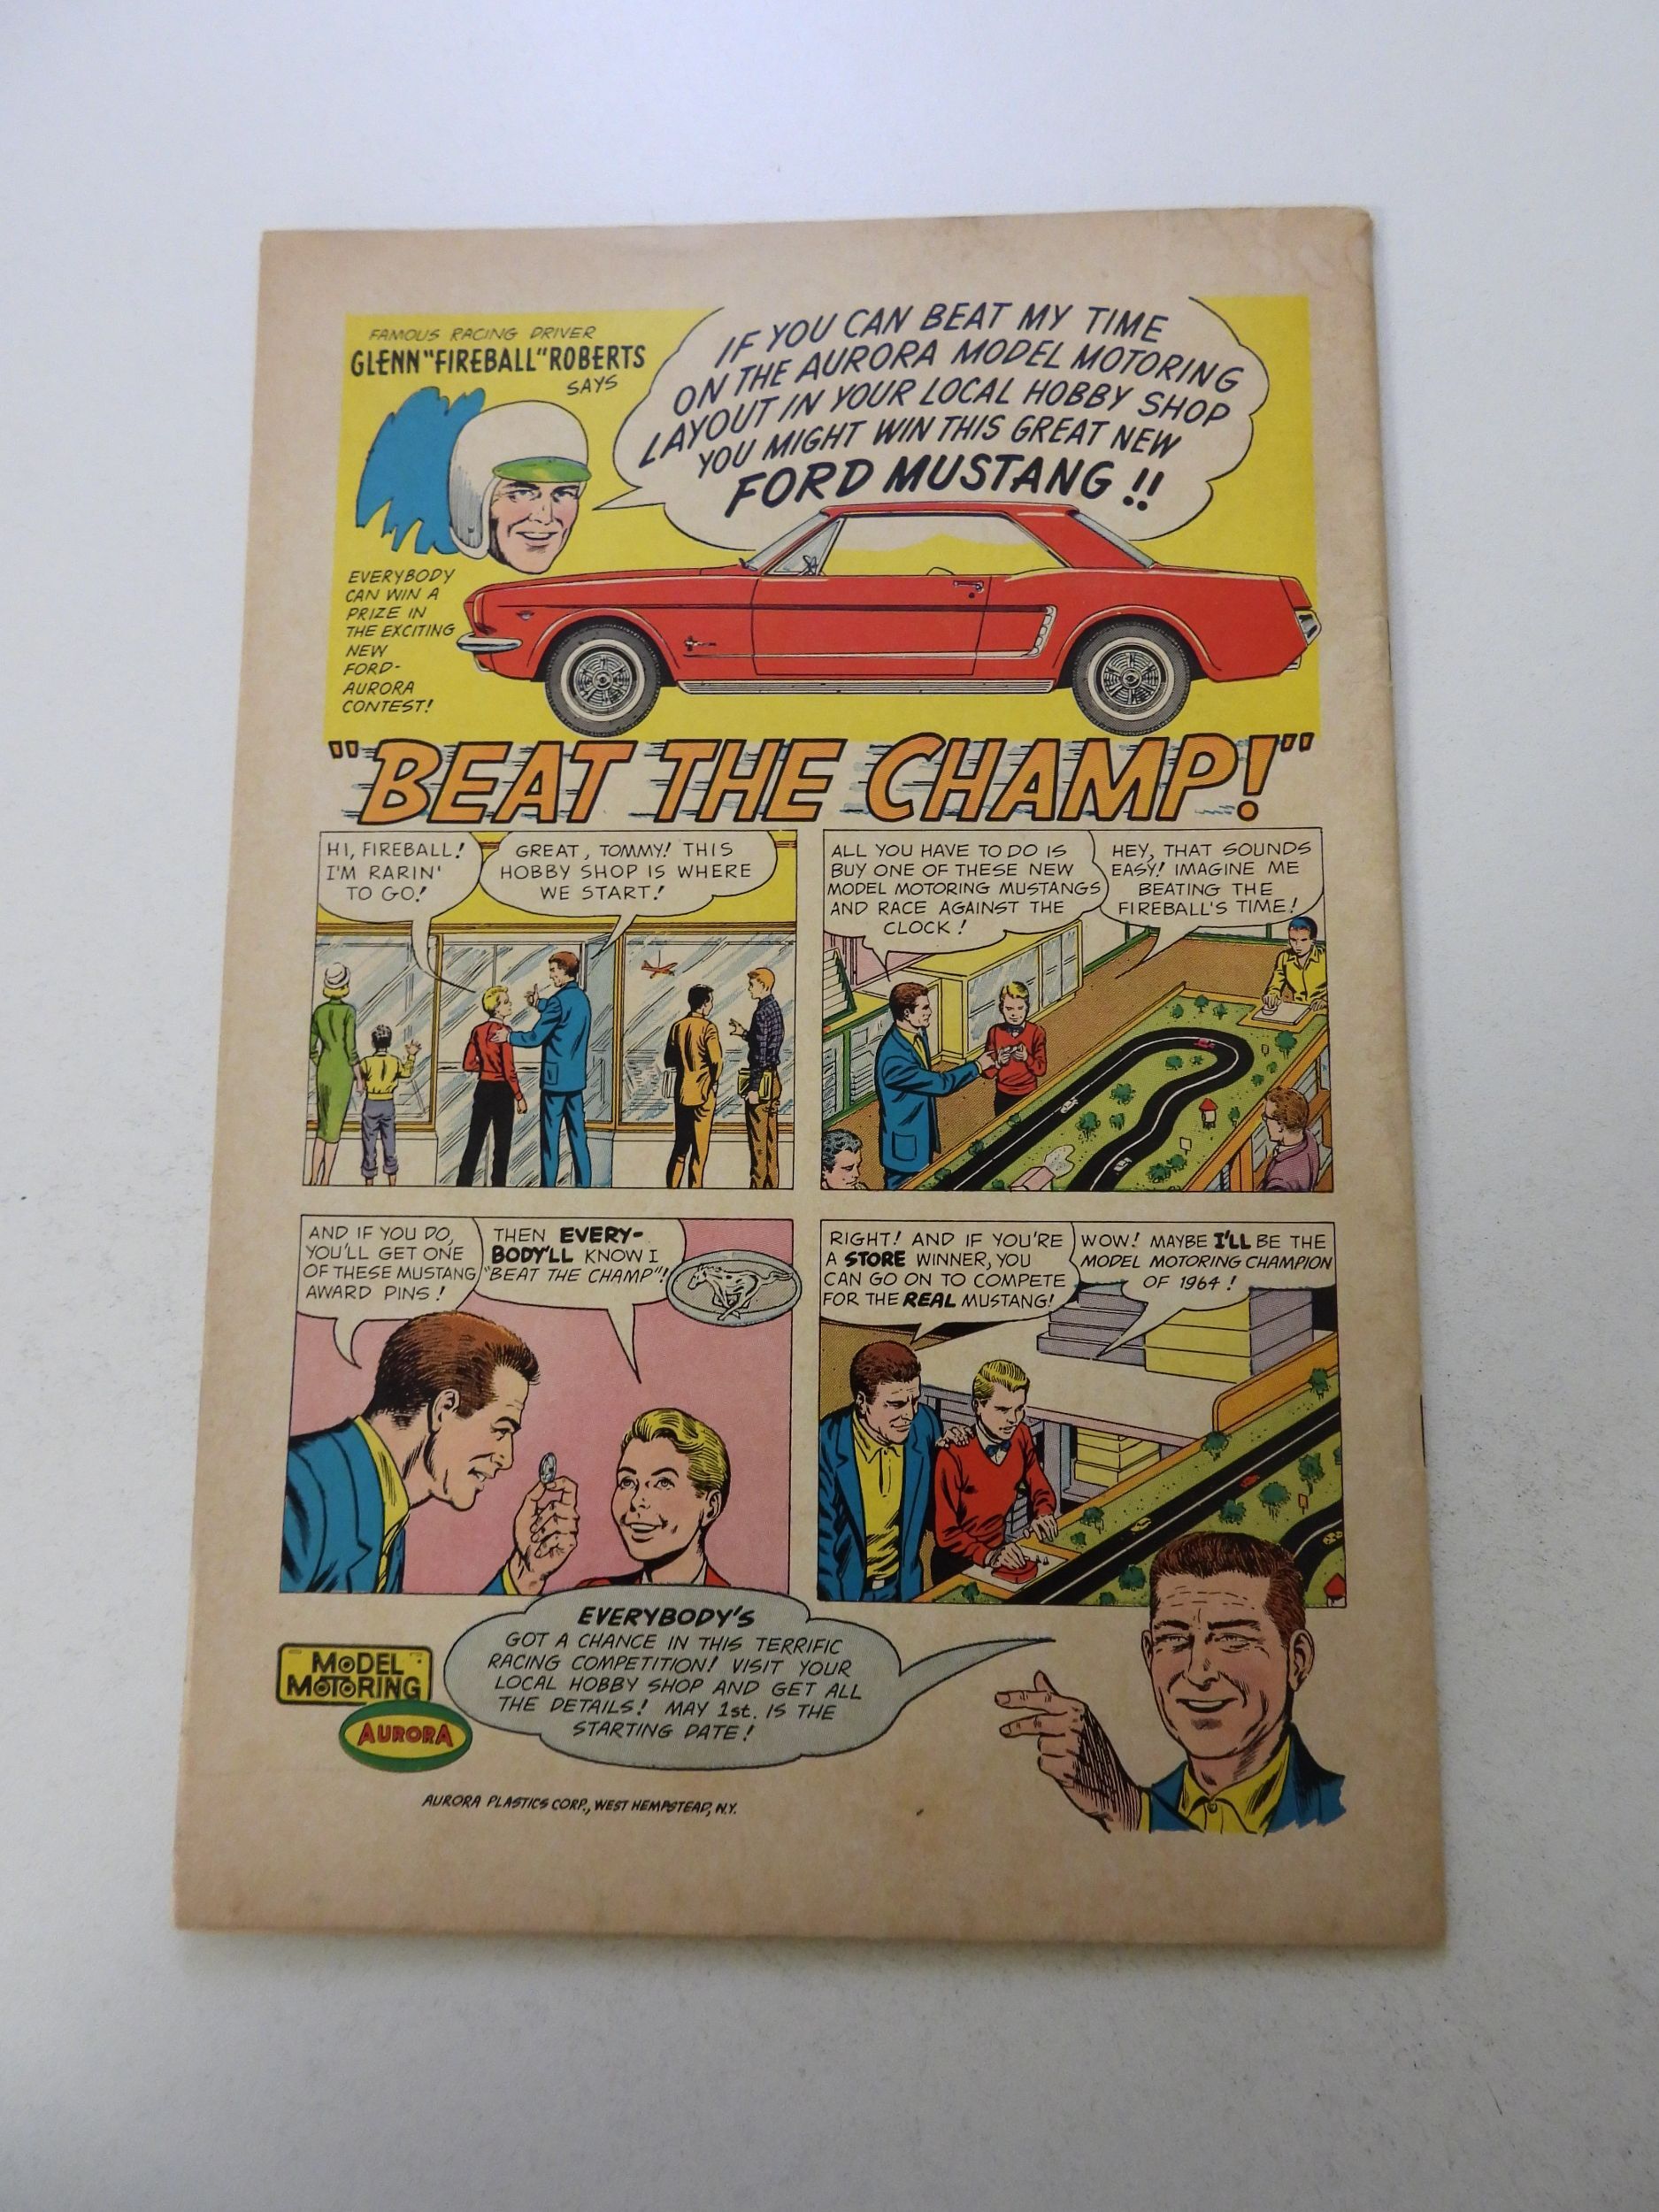 FAMOUS RACING DRIVER
GLENN "FIREBALL" ROBERTS
SAYS
IF YOU CAN BEAT MY TIME
ON THE AURORA MODEL MOTORING
LAYOUT IN YOUR LOCAL HOBBY SHOP
YOU MIGHT WIN THIS GREAT NEW
FORD MUSTANG!!
EVERYBODY
CAN WIN A
PRIZE IN
THE EXCITING
NEW
FORD-
AURORA
CONTEST!
"BEAT THE CHAMP!"
HI, FIREBALL!
I'M RARIN'
TO GO!
GREAT, TOMMY! THIS
HOBBY SHOP IS WHERE
WE START!
ALL YOU HAVE TO DO IS
BUY ONE OF THESE NEW
MODEL MOTORING MUSTANGS
AND RACE AGAINST THE
CLOCK!
HEY, THAT SOUNDS
EASY! IMAGINE ME
BEATING THE
FIREBALL'S TIME!
AND IF YOU DO,
YOU'LL GET ONE
OF THESE MUSTANG
AWARD PINS!
THEN EVERY-
BODY'LL KNOW I
"BEAT THE CHAMP"!
RIGHT! AND IF YOU'RE
A STORE WINNER, YOU
CAN GO ON TO COMPETE
FOR THE REAL MUSTANG!
WOW! MAYBE I'LL BE THE
MODEL MOTORING CHAMPION
OF 1964!
EVERYBODY'S
GOT A CHANCE IN THIS TERRIFIC
RACING COMPETITION! VISIT YOUR
LOCAL HOBBY SHOP AND GET ALL
THE DETAILS! MAY 1st. IS THE
STARTING DATE!
MODEL
MOTORING
AURORA
AURORA PLASTICS CORP., WEST HEMPSTEAD, N.Y.